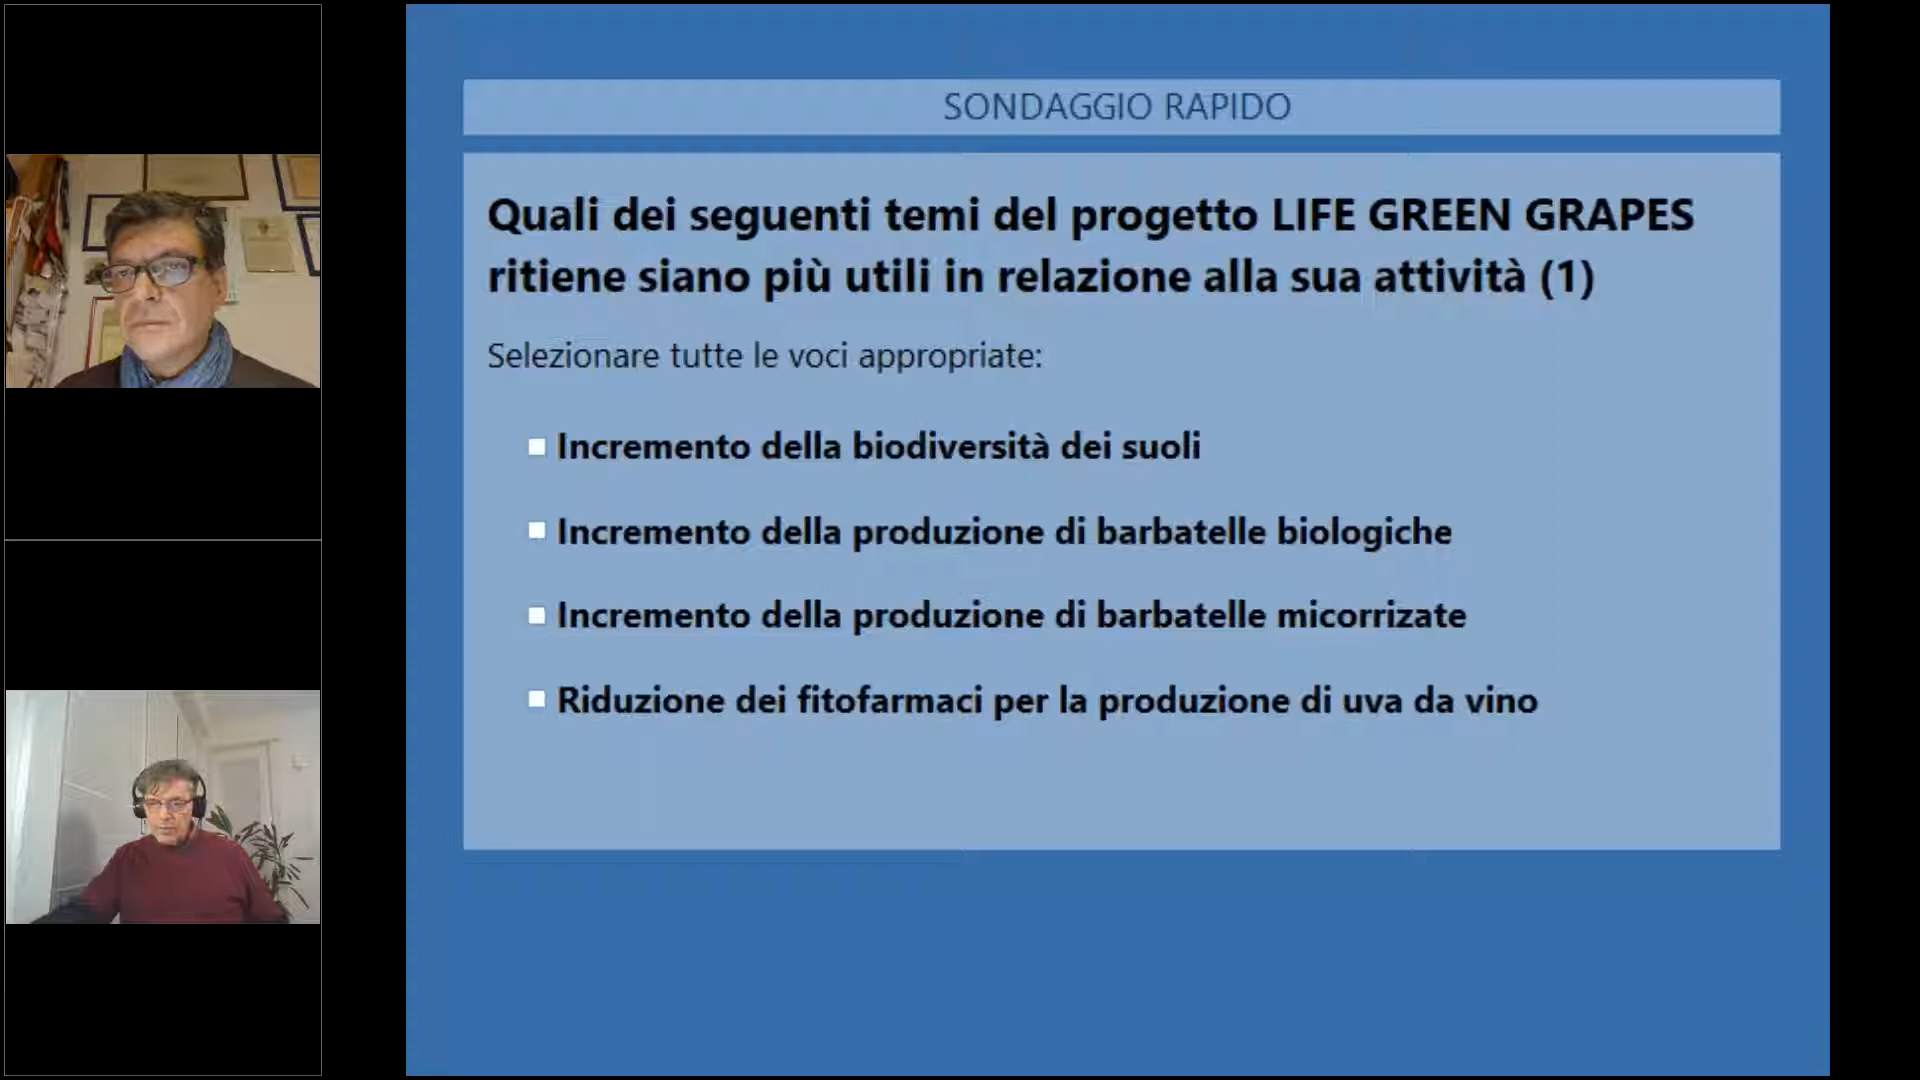 SONDAGGIO RAPIDO
Quali dei seguenti temi del progetto LIFE GREEN GRAPES
ritiene siano più utili in relazione alla sua attività (1)
Selezionare tutte le voci appropriate:
Incremento della biodiversità dei suoli
Incremento della produzione di barbatelle biologiche
Incremento della produzione di barbatelle micorrizate
Riduzione dei fitofarmaci per la produzione di uva da vino